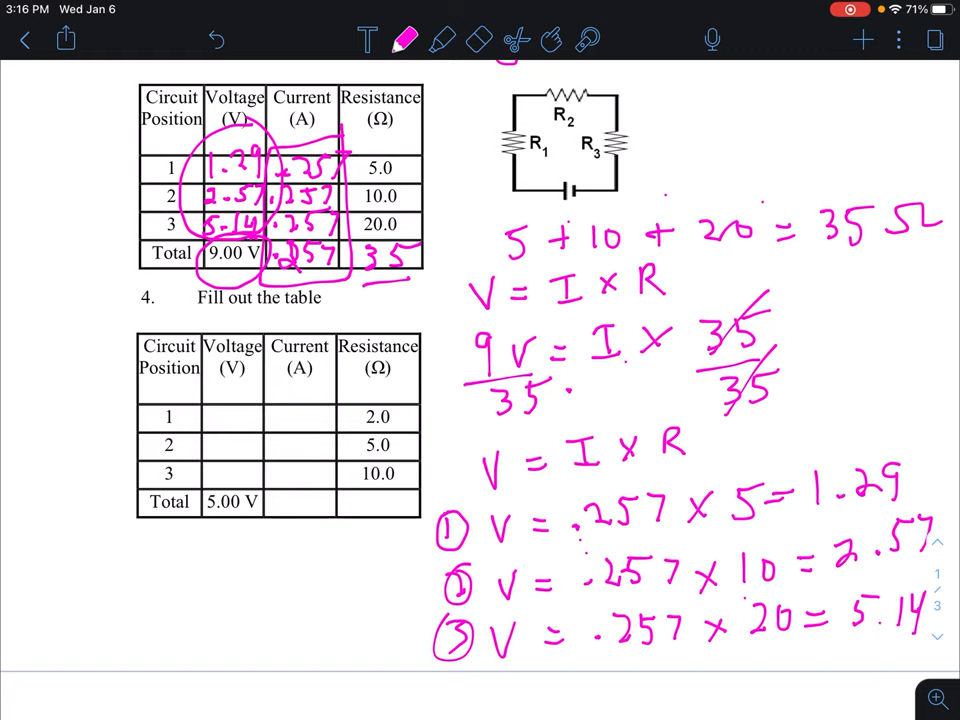 3:16 PM Wed Jan 6
71%
T
Circuit Position Voltage (V) Current (A) Resistance (Ω)
1 1.29 .257 5.0
2 2.57 .257 10.0
3 5.14 .257 20.0
Total 9.00 V .257 35
R2
R1 R3
5 + 10 + 20 = 35 Ω
V = I × R
9V = I × 35
35 35
V = I × R
① V = .257 × 5 = 1.29
② V = .257 × 10 = 2.57
③ V = .257 × 20 = 5.14
4. Fill out the table
Circuit Position Voltage (V) Current (A) Resistance (Ω)
1 2.0
2 5.0
3 10.0
Total 5.00 V
1
/
3